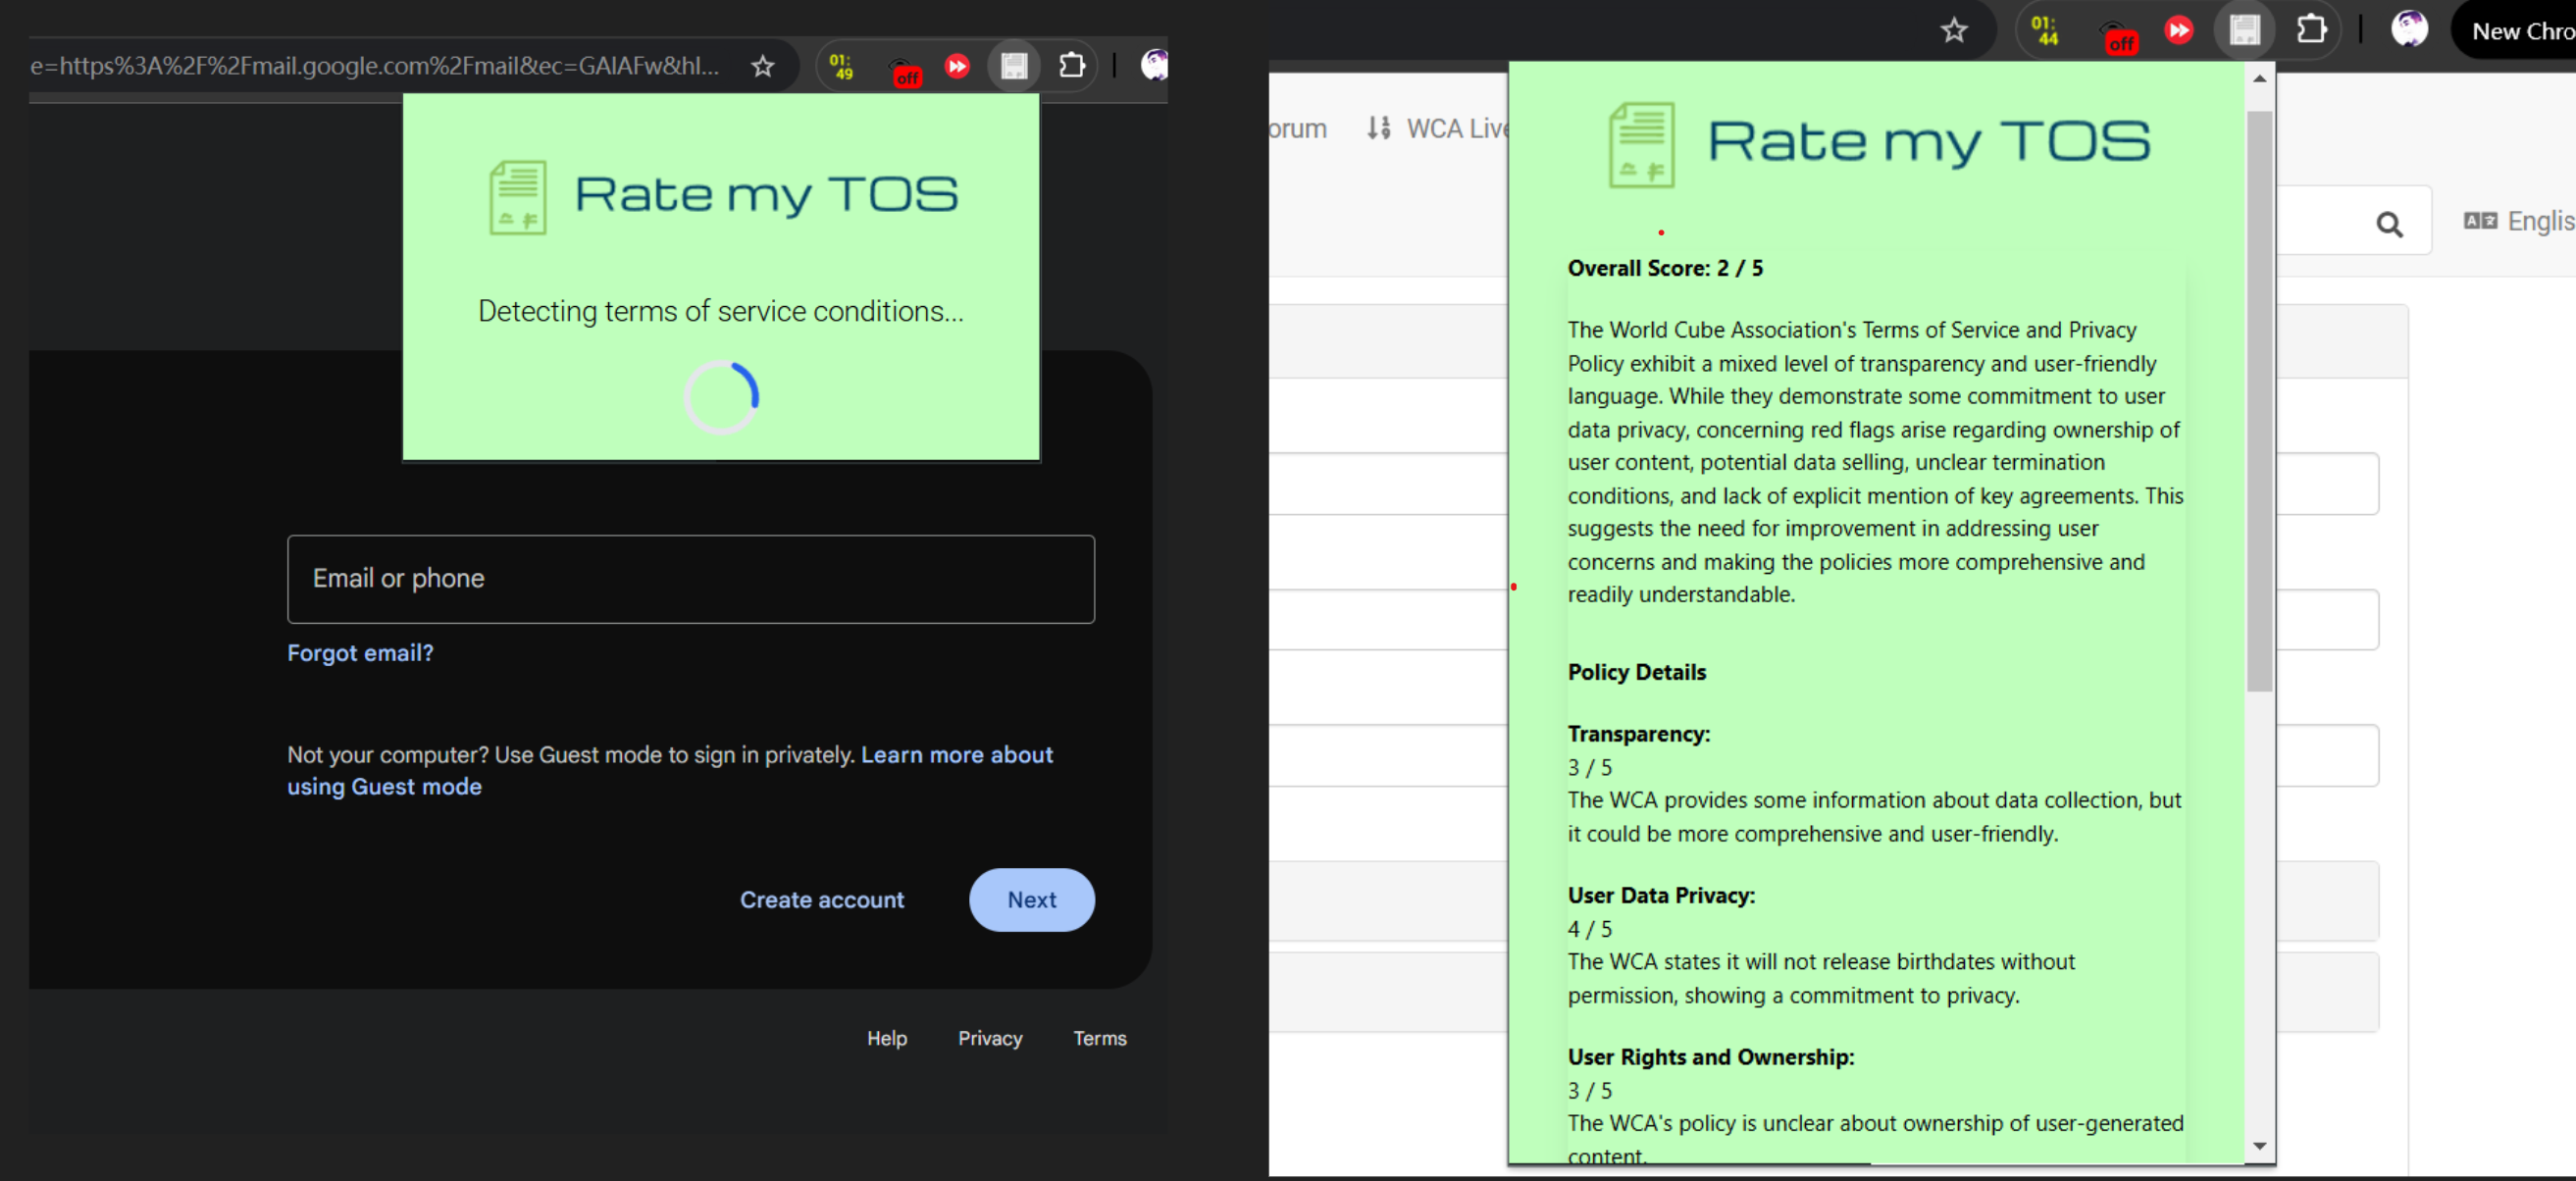 e=https%3A%2F%2Fmail.google.com%2Fmail&ec=GAlAFw&hl...
01:
49
off
Rate my TOS
Detecting terms of service conditions...
Email or phone
Forgot email?
Not your computer? Use Guest mode to sign in privately. Learn more about
using Guest mode
Create account
Next
Help
Privacy
Terms
01:
44
off
New Chro
orum
WCA Live
Englis
Rate my TOS
Overall Score: 2 / 5
The World Cube Association's Terms of Service and Privacy
Policy exhibit a mixed level of transparency and user-friendly
language. While they demonstrate some commitment to user
data privacy, concerning red flags arise regarding ownership of
user content, potential data selling, unclear termination
conditions, and lack of explicit mention of key agreements. This
suggests the need for improvement in addressing user
concerns and making the policies more comprehensive and
readily understandable.
Policy Details
Transparency:
3 / 5
The WCA provides some information about data collection, but
it could be more comprehensive and user-friendly.
User Data Privacy:
4 / 5
The WCA states it will not release birthdates without
permission, showing a commitment to privacy.
User Rights and Ownership:
3 / 5
The WCA's policy is unclear about ownership of user-generated
content.